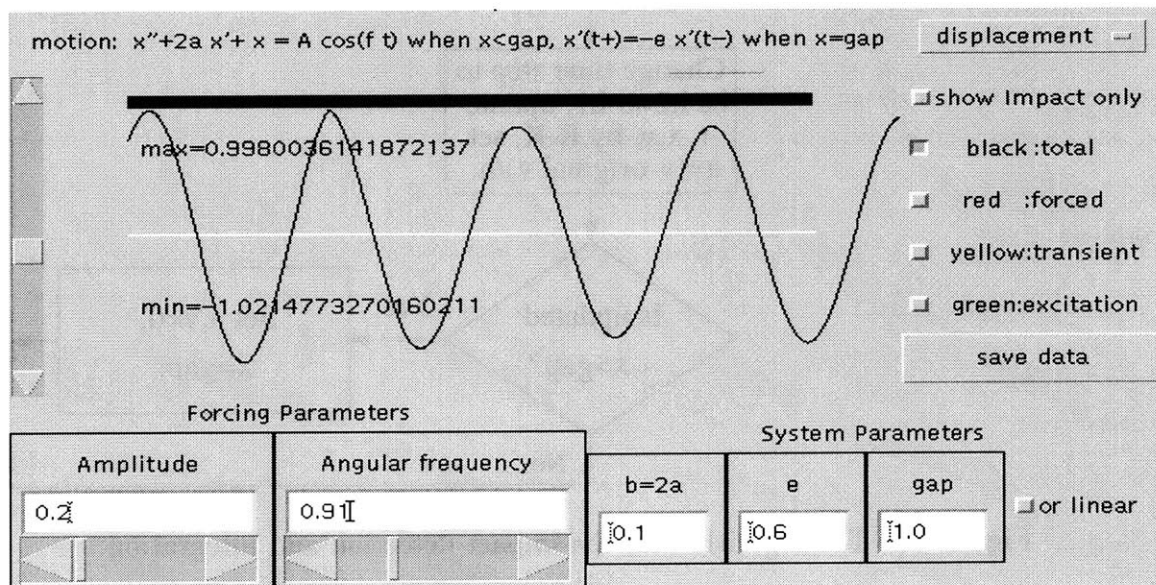 motion: x''+2a x'+ x = A cos(f t) when x<gap, x'(t+)=-e x'(t-) when x=gap
displacement
show Impact only
max=0.9980036141872137
black:total
red :forced
yellow:transient
min=-1.0214773270160211
green:excitation
save data
Forcing Parameters
System Parameters
Amplitude
Angular frequency
b=2a
e
gap
0.2
0.91
0.1
0.6
1.0
or linear